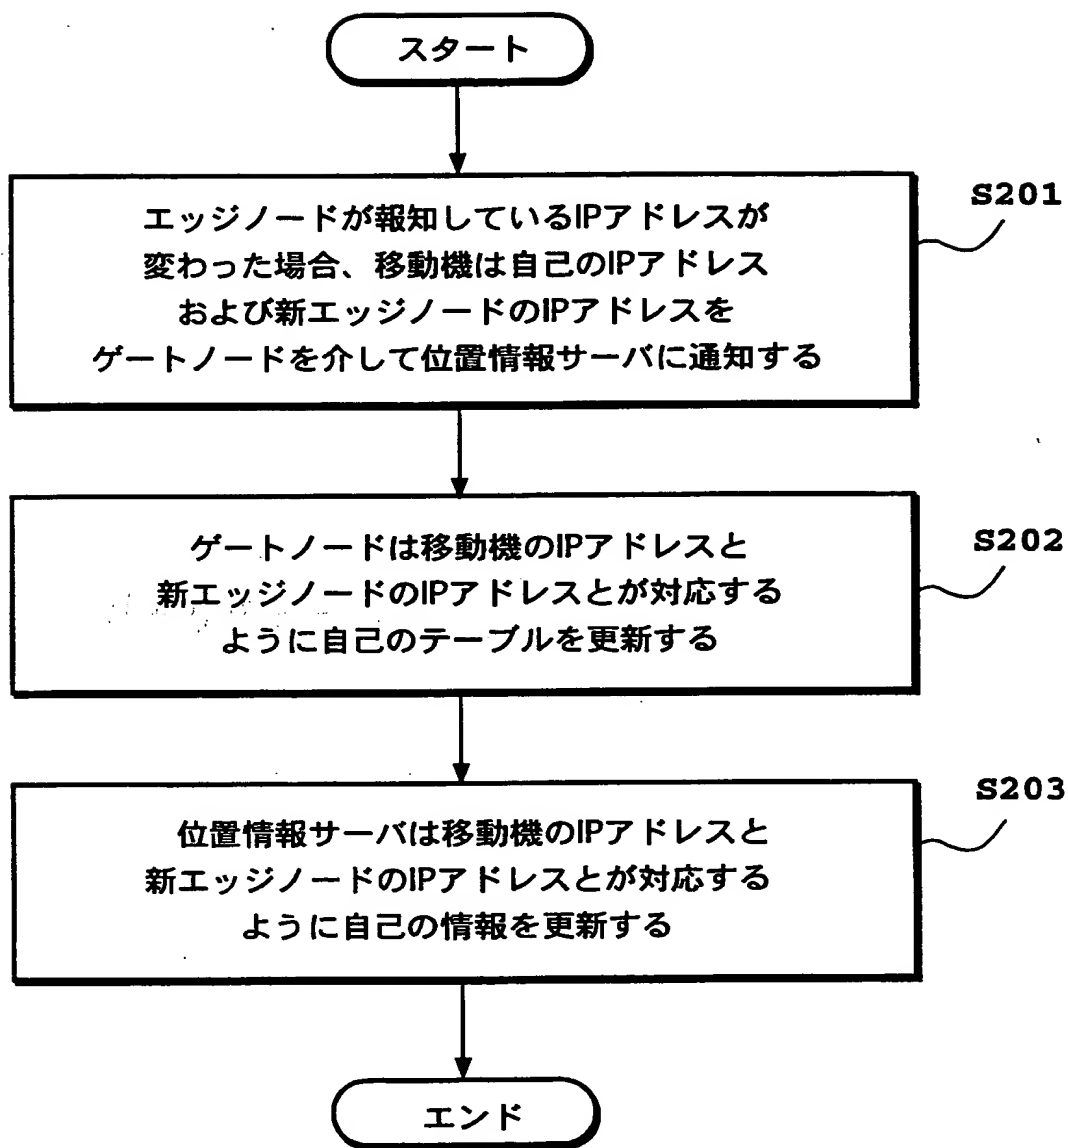 スタート
エッジノードが報知しているIPアドレスが
変わった場合、移動機は自己のIPアドレス
および新エッジノードのIPアドレスを
ゲートノードを介して位置情報サーバに通知する
S201
ゲートノードは移動機のIPアドレスと
新エッジノードのIPアドレスとが対応する
ように自己のテーブルを更新する
S202
位置情報サーバは移動機のIPアドレスと
新エッジノードのIPアドレスとが対応する
ように自己の情報を更新する
S203
エンド